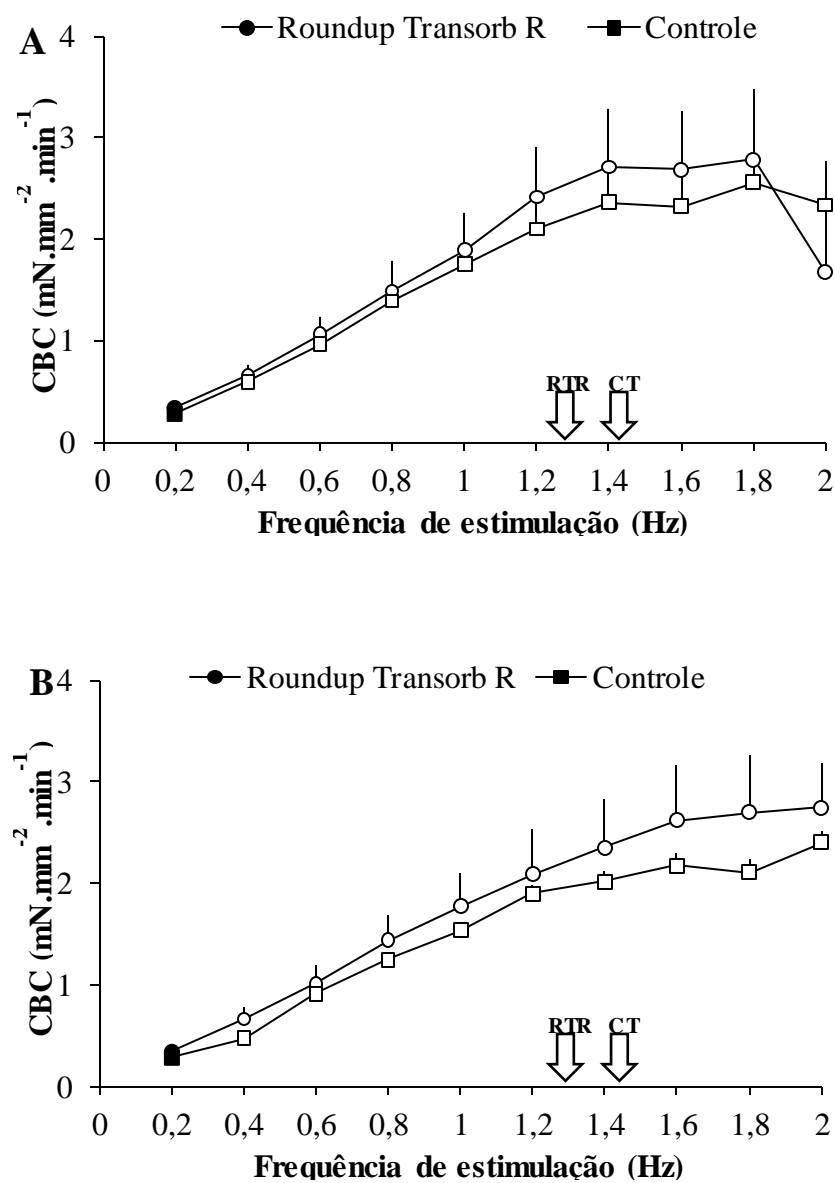 A
Roundup Transorb R
Controle
4
3
2
1
0
CBC (mN.mm⁻².min⁻¹)
RTR CT
0 0,2 0,4 0,6 0,8 1 1,2 1,4 1,6 1,8 2
Frequência de estimulação (Hz)
B
Roundup Transorb R
Controle
4
3
2
1
0
CBC (mN.mm⁻².min⁻¹)
RTR CT
0 0,2 0,4 0,6 0,8 1 1,2 1,4 1,6 1,8 2
Frequência de estimulação (Hz)